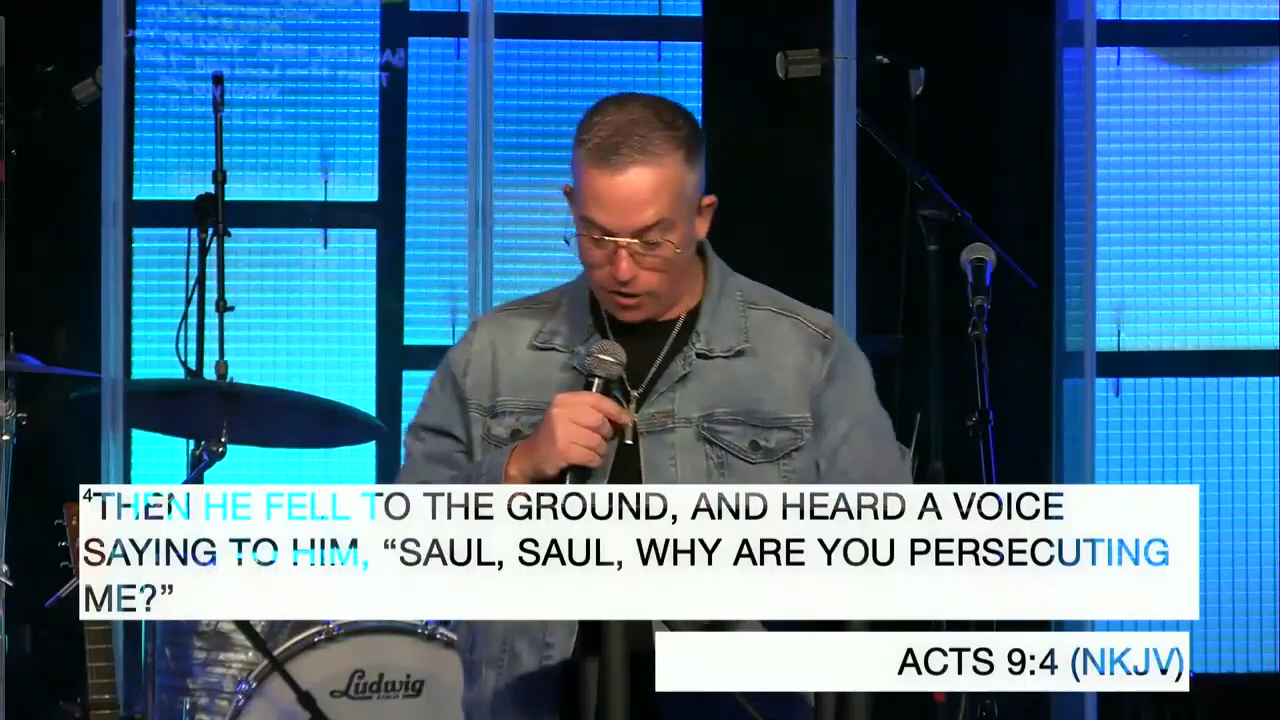 ⁴THEN HE FELL TO THE GROUND, AND HEARD A VOICE
SAYING TO HIM, “SAUL, SAUL, WHY ARE YOU PERSECUTING
ME?”
ACTS 9:4 (NKJV)
Ludwig